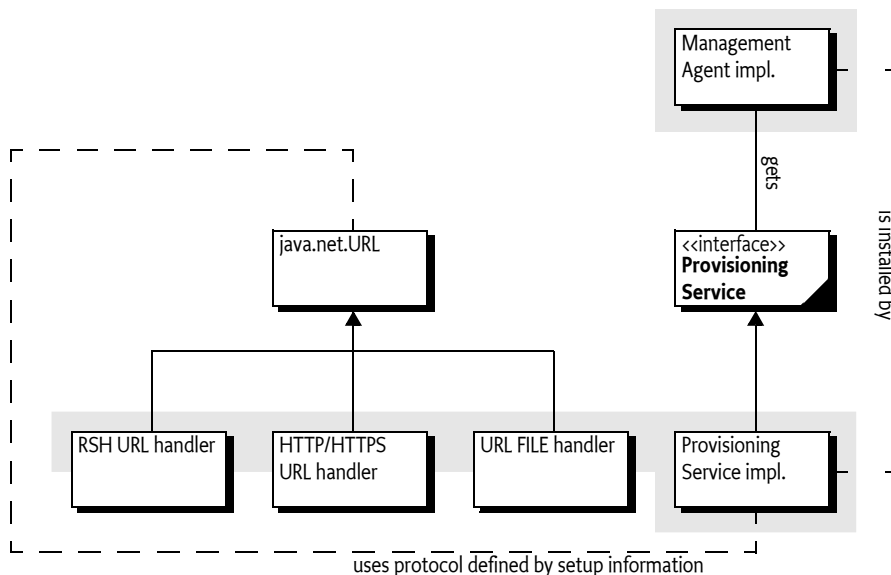 Management
Agent impl.
gets
java.net.URL
<<interface>>
Provisioning
Service
is installed by
RSH URL handler
HTTP/HTTPS
URL handler
URL FILE handler
Provisioning
Service impl.
uses protocol defined by setup information